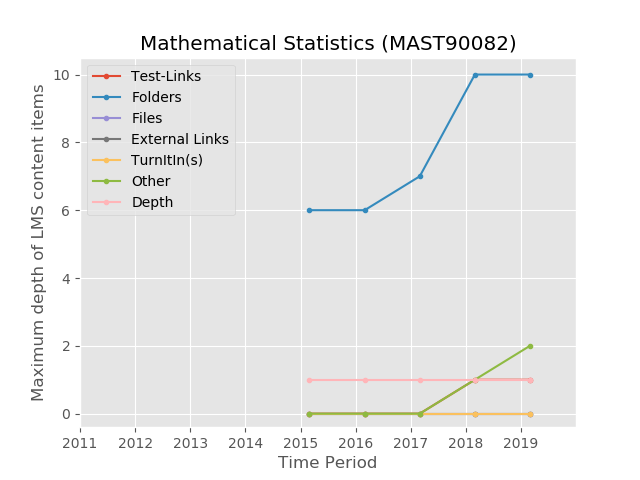 Mathematical Statistics (MAST90082)
Maximum depth of LMS content items
10
8
6
4
2
0
Test-Links
Folders
Files
External Links
TurnItIn(s)
Other
Depth
2011 2012 2013 2014 2015 2016 2017 2018 2019
Time Period